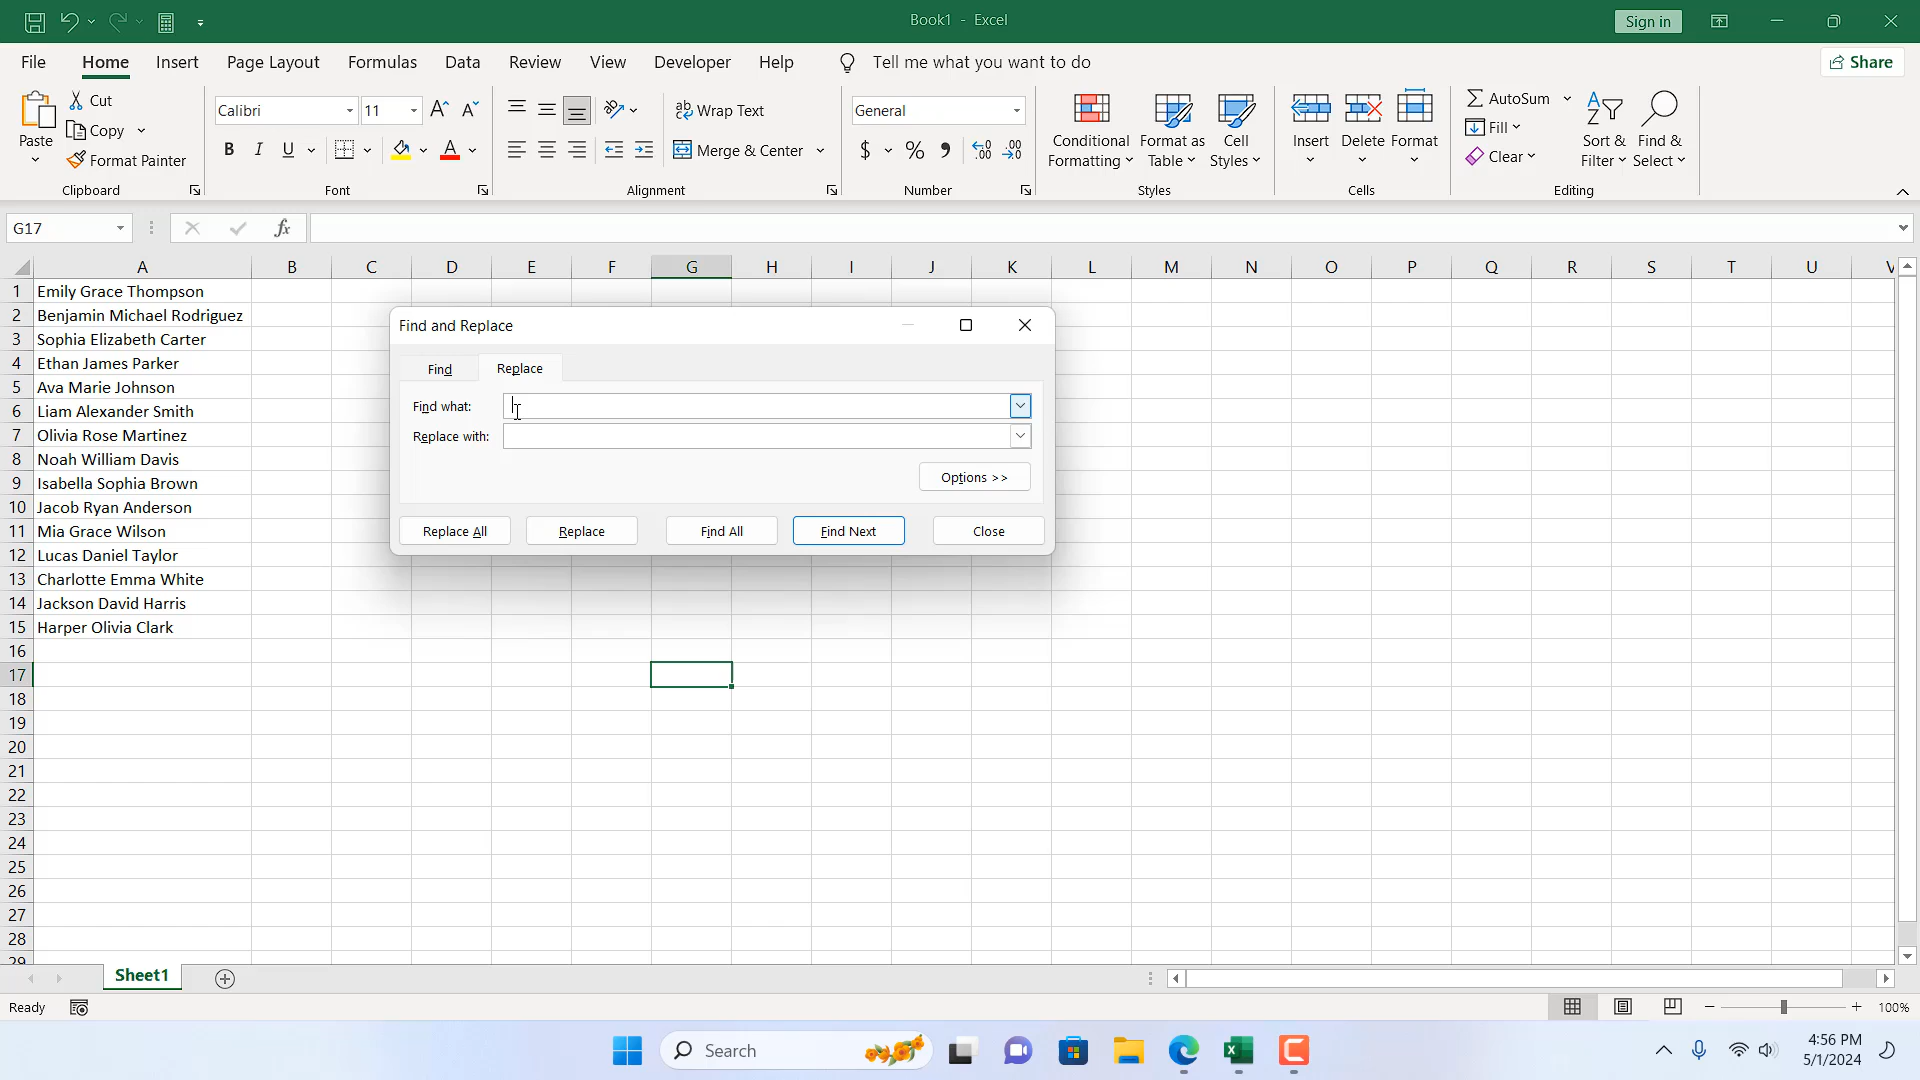 Book1 - Excel
Sign in
File Home Insert Page Layout Formulas Data Review View Developer Help Tell me what you want to do Share
Paste
Cut
Copy
Format Painter
Clipboard
Calibri 11
B I U
Font
Wrap Text
Merge & Center
Alignment
General
$ % ,
Number
Conditional Formatting
Format as Table
Cell Styles
Styles
Insert Delete Format
Cells
AutoSum
Fill
Clear
Sort & Filter
Find & Select
Editing
G17 fx
A B C D E F G H I J K L M N O P Q R S T U V
1 Emily Grace Thompson
2 Benjamin Michael Rodriguez
3 Sophia Elizabeth Carter
4 Ethan James Parker
5 Ava Marie Johnson
6 Liam Alexander Smith
7 Olivia Rose Martinez
8 Noah William Davis
9 Isabella Sophia Brown
10 Jacob Ryan Anderson
11 Mia Grace Wilson
12 Lucas Daniel Taylor
13 Charlotte Emma White
14 Jackson David Harris
15 Harper Olivia Clark
16
17
18
19
20
21
22
23
24
25
26
27
28
29
Find and Replace
Find Replace
Find what:
Replace with:
Options >>
Replace All Replace Find All Find Next Close
Sheet1
Ready 100%
Search
4:56 PM
5/1/2024